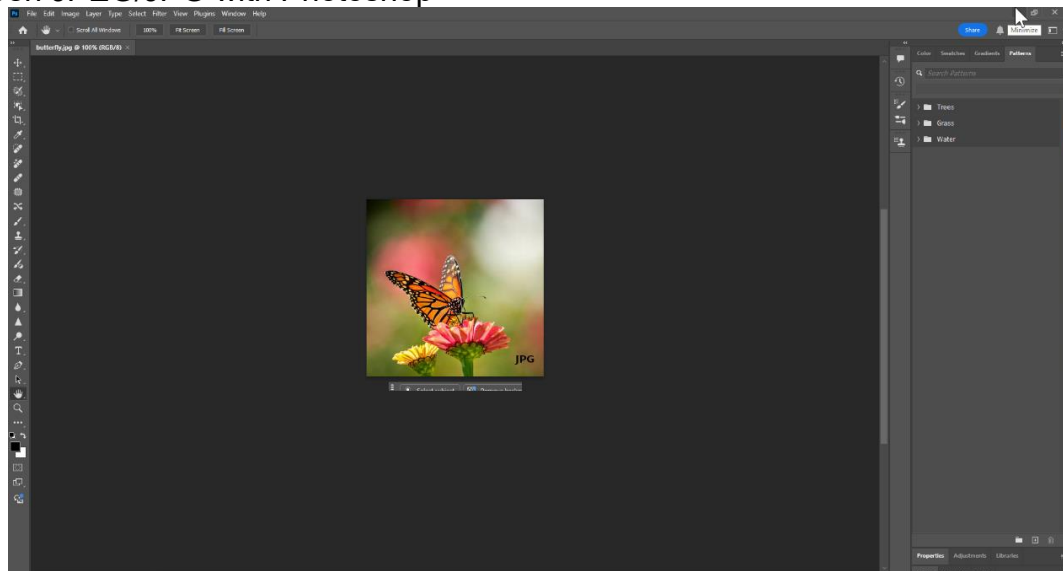 with Photoshop
File Edit Image Layer Type Select Filter View Plugins Window Help
Scroll All Windows 100% Fit Screen Fill Screen Share Minimize
butterfly.jpg @ 100% (RGB/8) ×
Color Swatches Gradients Patterns
Search Patterns
Trees
Grass
Water
JPG
Properties Adjustments Libraries